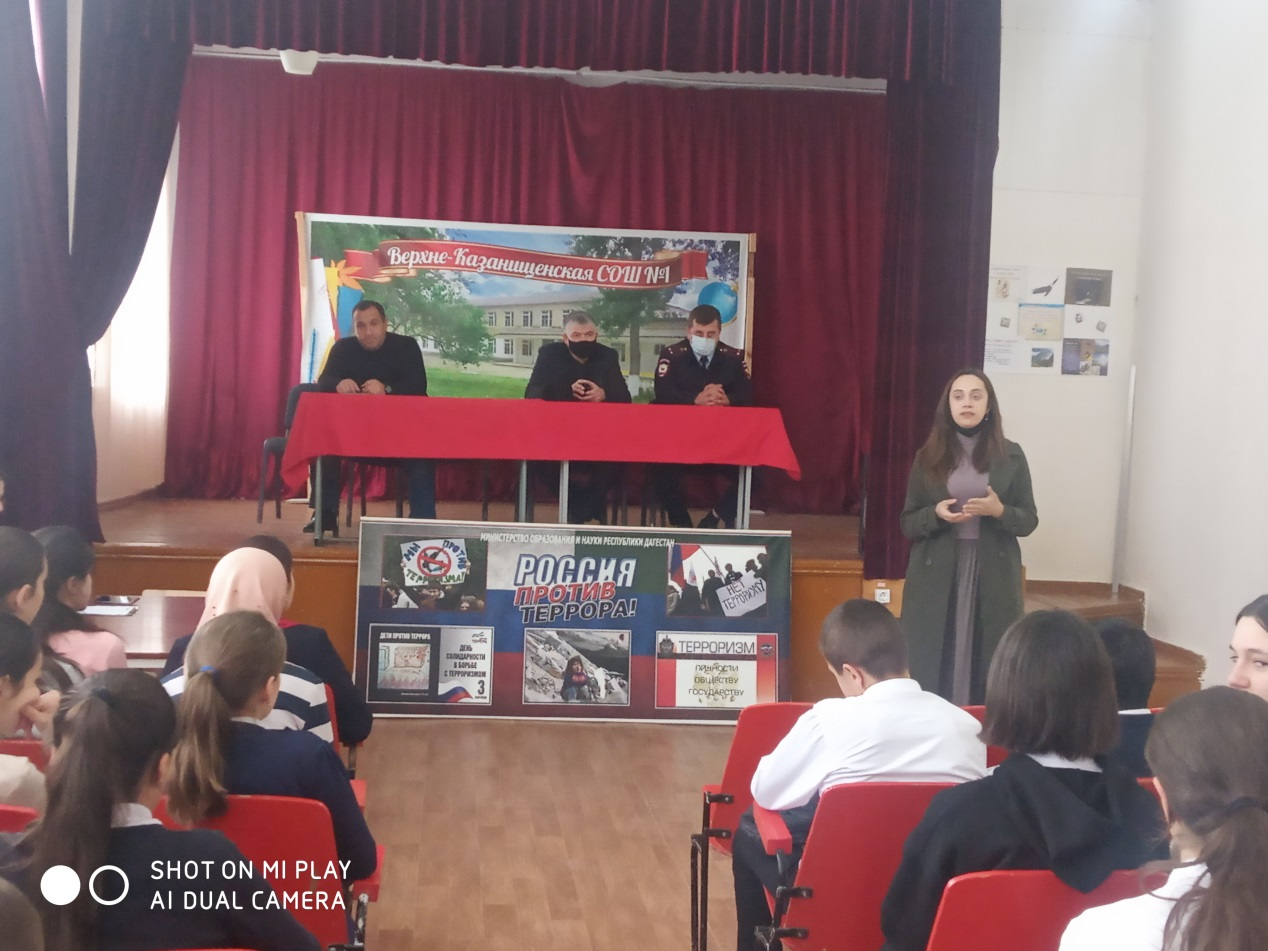 Верхне-Казанищенская СОШ №1
МИНИСТЕРСТВО ОБРАЗОВАНИЯ И НАУКИ РЕСПУБЛИКИ ДАГЕСТАН
МЫ ПРОТИВ
ТЕРРОРИЗМА!
РОССИЯ
ПРОТИВ
ТЕРРОРА!
НЕТ
ТЕРРОРИЗМУ
ДЕТИ ПРОТИВ ТЕРРОРА
ДЕНЬ
СОЛИДАРНОСТИ
В БОРЬБЕ
С ТЕРРОРИЗМОМ
3
ТЕРРОРИЗМ
ЛИЧНОСТИ
ОБЩЕСТВУ
ГОСУДАРСТВУ
SHOT ON MI PLAY
AI DUAL CAMERA